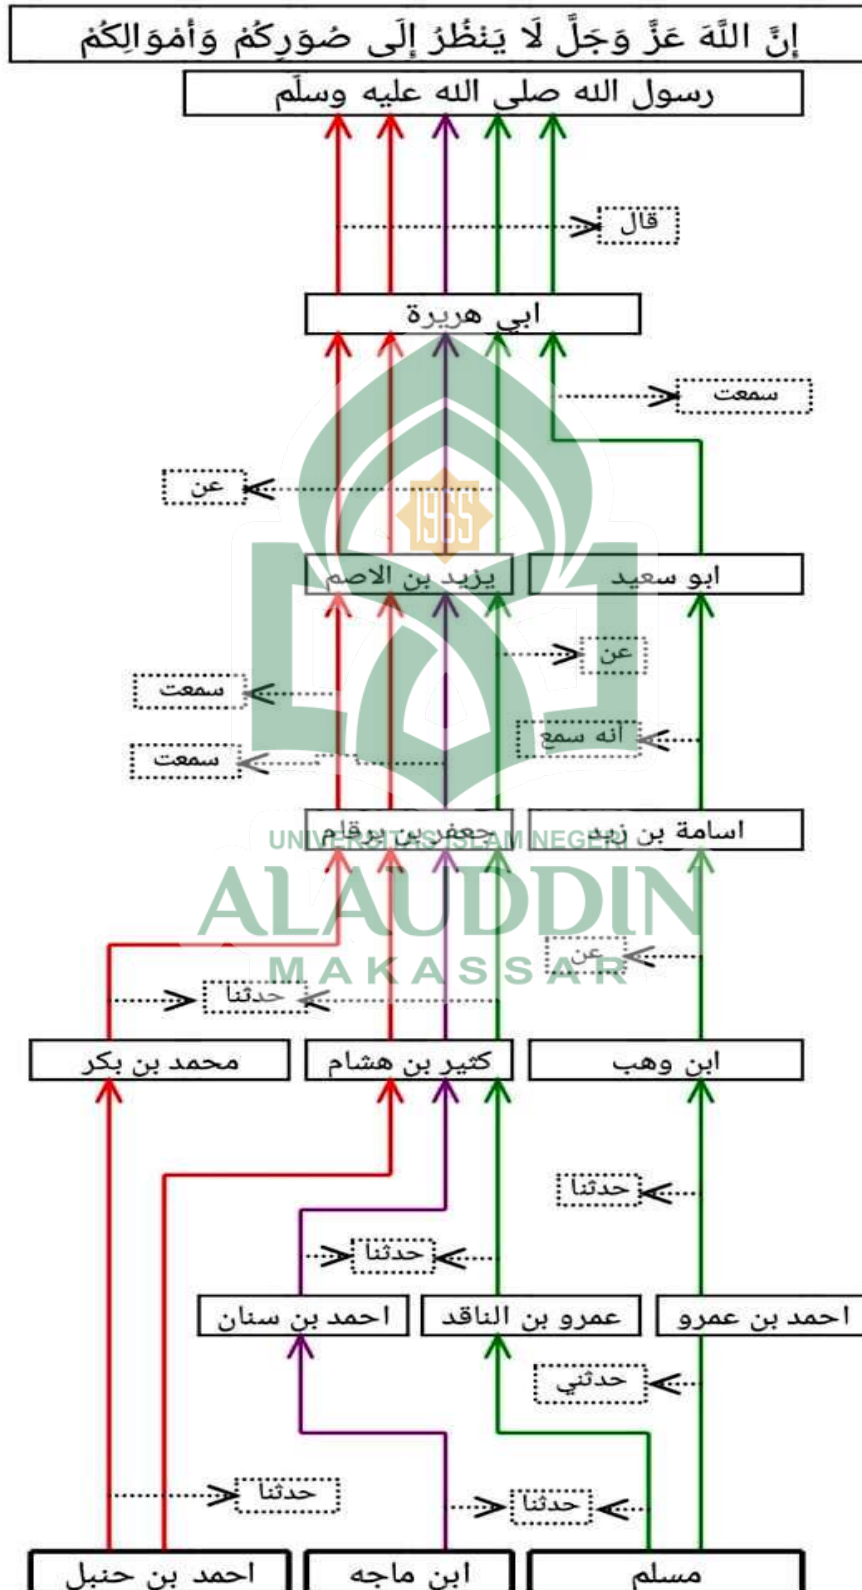 إِنَّ اللَّهَ عَزَّ وَجَلَّ لَا يَنْظُرُ إِلَى صُوَرِكُمْ وَأَمْوَالِكُمْ
رسول الله صلى الله عليه وسلّم
قال
ابي هريرة
سمعت
عن
1965
يزيد بن الاصم
ابو سعيد
عن
سمعت
انه سمع
سمعت
جعفر بن برقام
اسامة بن زيد
UNIVERSITAS ISLAM NEGERI
ALAUDDIN
عن
MAKASSAR
حدثنا
محمد بن بكر
كثير بن هشام
ابن وهب
حدثنا
حدثنا
احمد بن سنان
عمرو بن الناقد
احمد بن عمرو
حدثني
حدثنا
حدثنا
احمد بن حنبل
ابن ماجه
مسلم